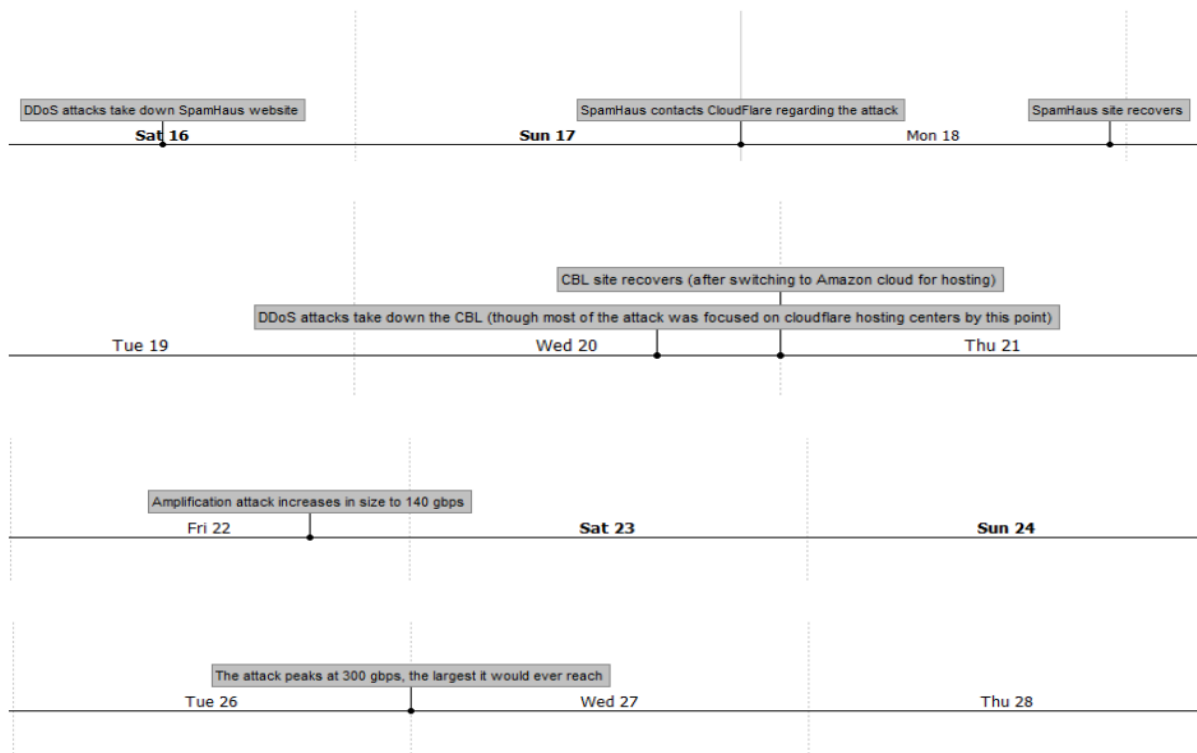 DDoS attacks take down SpamHaus website
SpamHaus contacts CloudFlare regarding the attack
SpamHaus site recovers
Sat 16
Sun 17
Mon 18
CBL site recovers (after switching to Amazon cloud for hosting)
DDoS attacks take down the CBL (though most of the attack was focused on cloudflare hosting centers by this point)
Tue 19
Wed 20
Thu 21
Amplification attack increases in size to 140 gbps
Fri 22
Sat 23
Sun 24
The attack peaks at 300 gbps, the largest it would ever reach
Tue 26
Wed 27
Thu 28